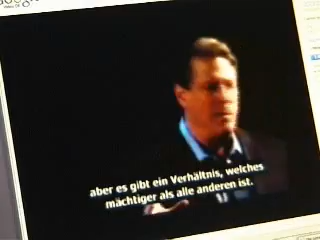 aber es gibt ein Verhältnis, welches
mächtiger als alle anderen ist.